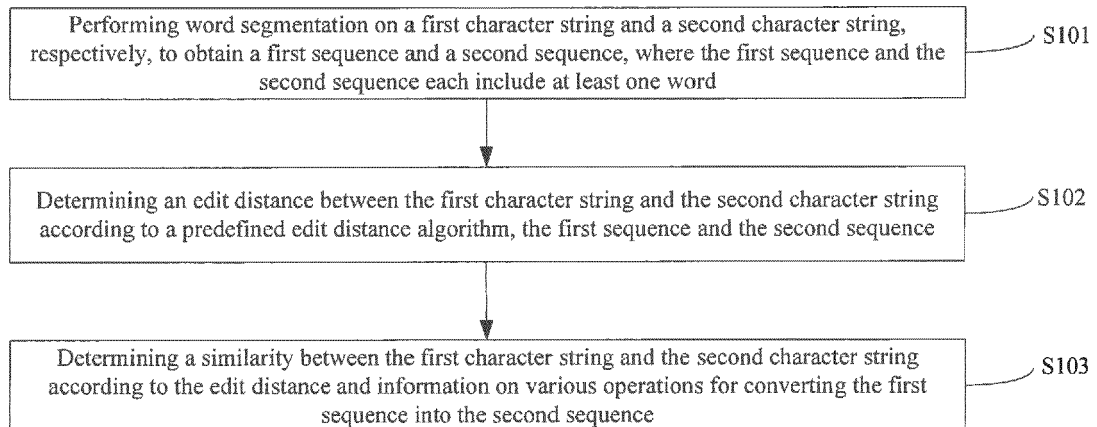 Performing word segmentation on a first character string and a second character string,
respectively, to obtain a first sequence and a second sequence, where the first sequence and the
second sequence each include at least one word
S101
Determining an edit distance between the first character string and the second character string
according to a predefined edit distance algorithm, the first sequence and the second sequence
S102
Determining a similarity between the first character string and the second character string
according to the edit distance and information on various operations for converting the first
sequence into the second sequence
S103